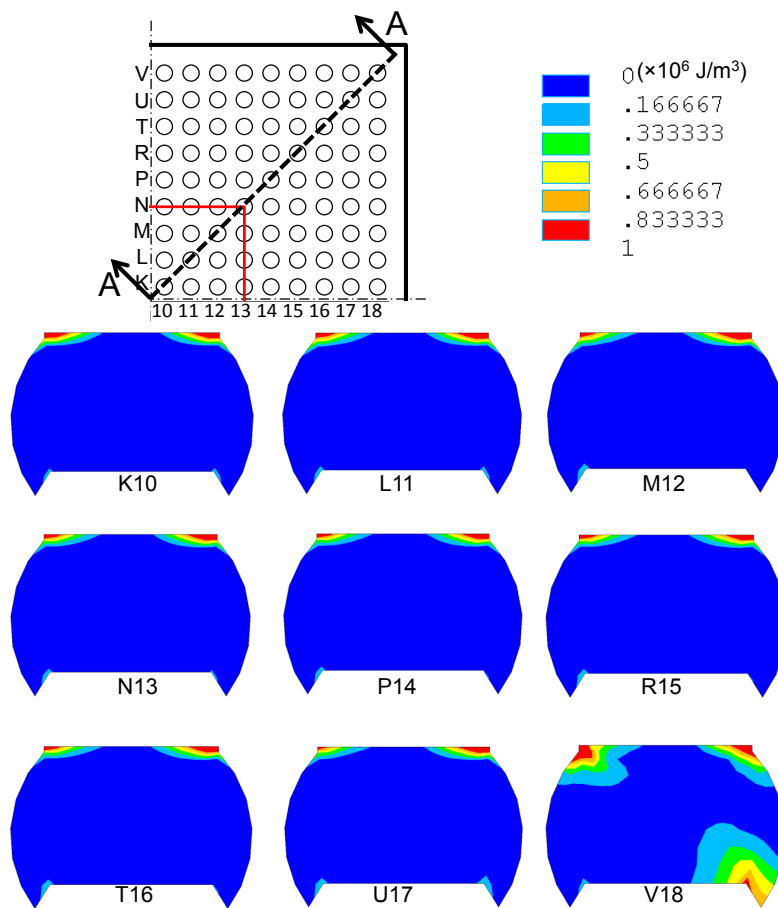 A
V
U
T
R
P
N
M
L
K
A
10 11 12 13 14 15 16 17 18
0 (×10⁶ J/m³)
.166667
.333333
.5
.666667
.833333
1
K10
L11
M12
N13
P14
R15
T16
U17
V18